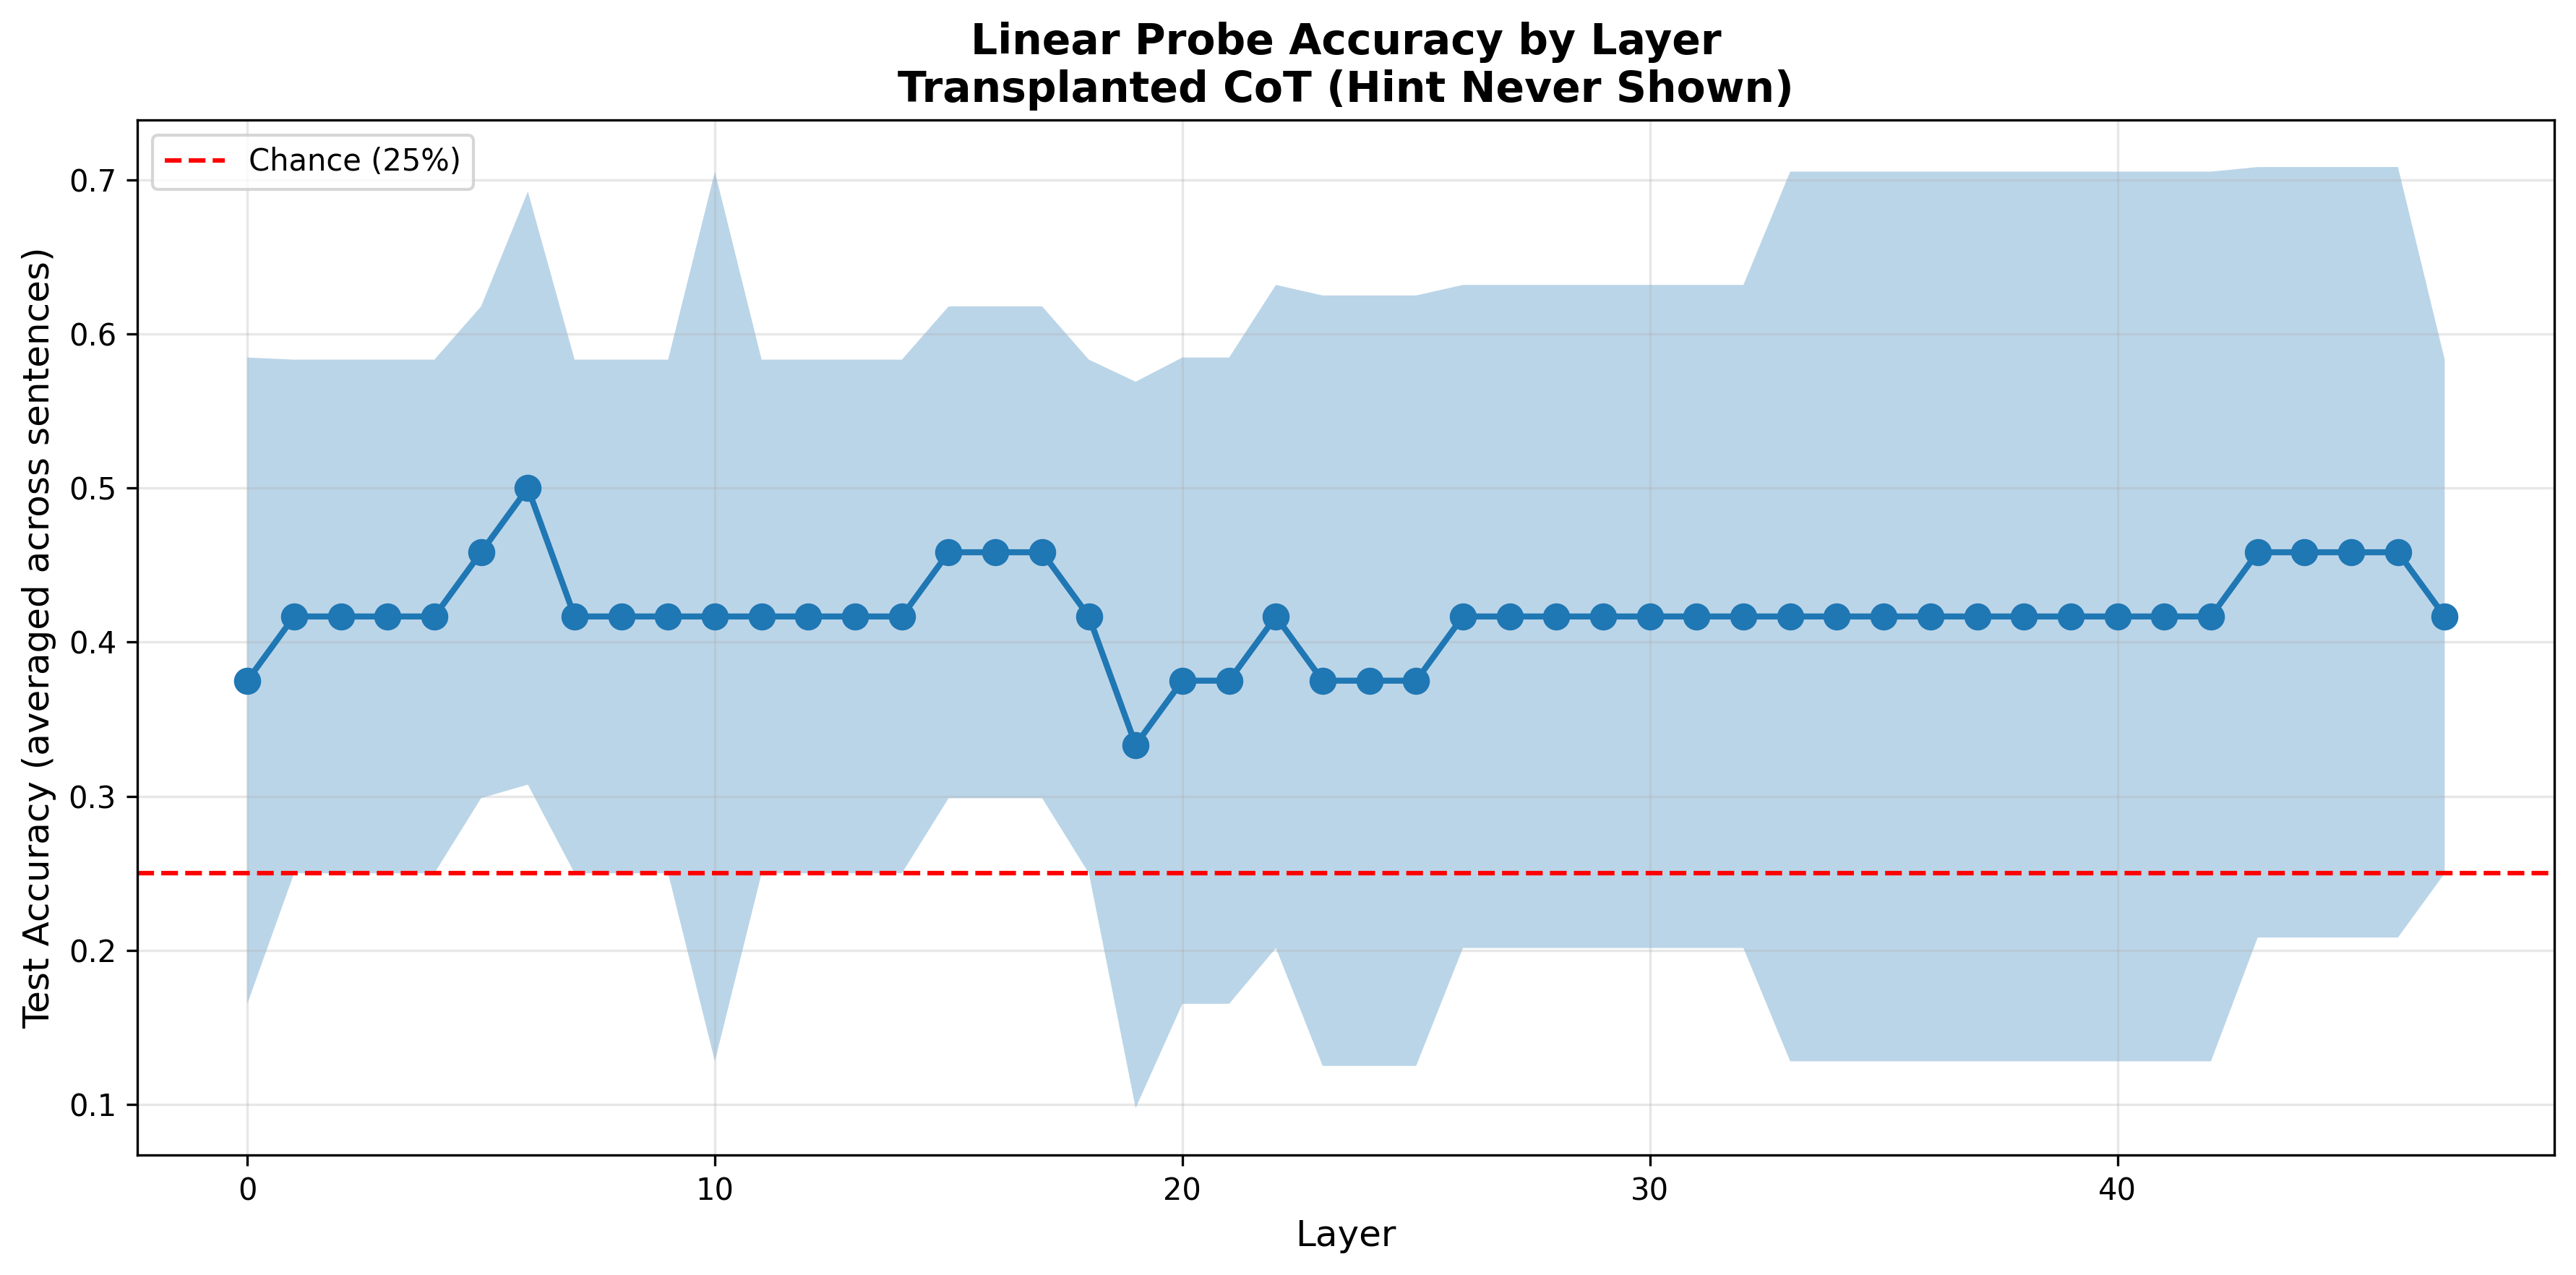 Linear Probe Accuracy by Layer
Transplanted CoT (Hint Never Shown)
Chance (25%)
Test Accuracy (averaged across sentences)
0.7
0.6
0.5
0.4
0.3
0.2
0.1
0
10
20
30
40
Layer